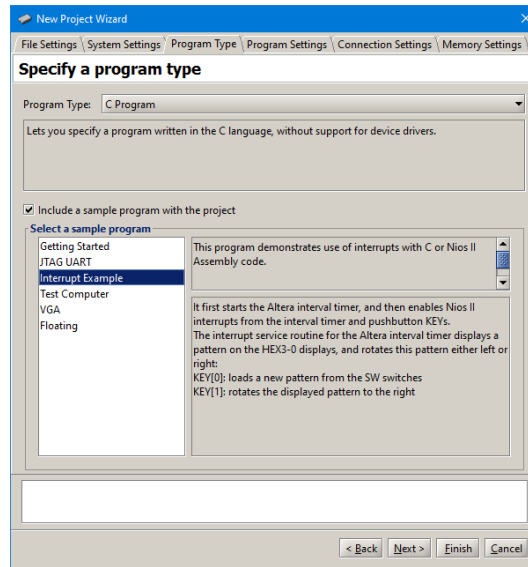 New Project Wizard
File Settings System Settings Program Type Program Settings Connection Settings Memory Settings
Specify a program type
Program Type: C Program
Lets you specify a program written in the C language, without support for device drivers.
Include a sample program with the project
Select a sample program
Getting Started
JTAG UART
Interrupt Example
Test Computer
VGA
Floating
This program demonstrates use of interrupts with C or Nios II
Assembly code.
It first starts the Altera interval timer, and then enables Nios II
interrupts from the interval timer and pushbutton KEYs.
The interrupt service routine for the Altera interval timer displays a
pattern on the HEX3-0 displays, and rotates this pattern either left or
right:
KEY[0]: loads a new pattern from the SW switches
KEY[1]: rotates the displayed pattern to the right
< Back Next > Finish Cancel